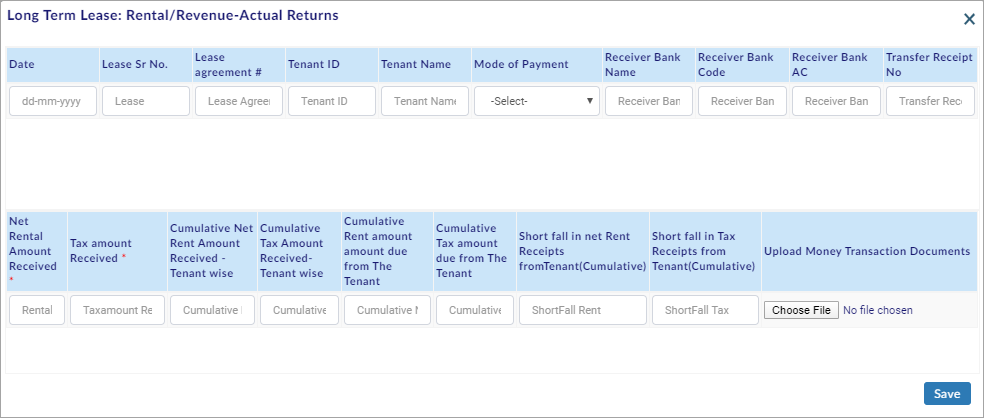 Long Term Lease: Rental/Revenue-Actual Returns
Date
Lease Sr No.
Lease
agreement #
Tenant ID
Tenant Name
Mode of Payment
Receiver Bank
Name
Receiver Bank
Code
Receiver Bank
AC
Transfer Receipt
No
dd-mm-yyyy
Lease
Lease Agree
Tenant ID
Tenant Name
-Select-
Receiver Ban
Receiver Ban
Receiver Ban
Transfer Rec
Net
Rental
Amount
Received
*
Tax amount
Received *
Cumulative Net
Rent Amount
Received -
Tenant wise
Cumulative
Tax Amount
Received-
Tenant wise
Cumulative
Rent amount
amount due
from The
Tenant
Cumulative
Tax amount
due from The
Tenant
Short fall in net Rent
Receipts
fromTenant(Cumulative)
Short fall in Tax
Receipts from
Tenant(Cumulative)
Upload Money Transaction Documents
Rental
Taxamount Re
Cumulative
Cumulative
Cumulative N
Cumulative
ShortFall Rent
ShortFall Tax
Choose File No file chosen
Save